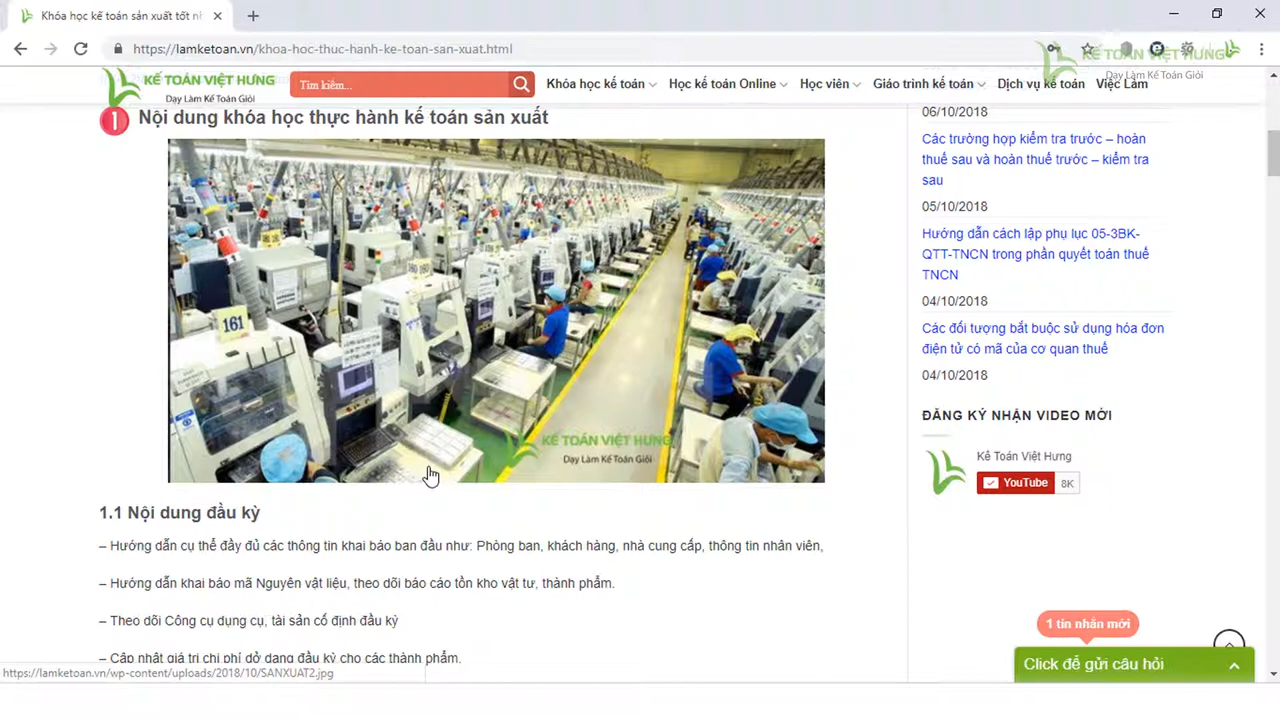 Khóa học kế toán sản xuất tốt nh
https://lamketoan.vn/khoa-hoc-thuc-hanh-ke-toan-san-xuat.html
KẾ TOÁN VIỆT HƯNG
Dạy Làm Kế Toán Giỏi
Tìm kiếm...
Khóa học kế toán
Học kế toán Online
Học viên
Giáo trình kế toán
Dịch vụ kế toán
Việc Làm
KẾ TOÁN VIỆT HƯNG
Dạy Làm Kế Toán Giỏi
1 Nội dung khóa học thực hành kế toán sản xuất
161
KẾ TOÁN VIỆT HƯNG
Dạy Làm Kế Toán Giỏi
1.1 Nội dung đầu kỳ
– Hướng dẫn cụ thể đầy đủ các thông tin khai báo ban đầu như: Phòng ban, khách hàng, nhà cung cấp, thông tin nhân viên,
– Hướng dẫn khai báo mã Nguyên vật liệu, theo dõi báo cáo tồn kho vật tư, thành phẩm.
– Theo dõi Công cụ dụng cụ, tài sản cố định đầu kỳ
– Cập nhật giá trị chi phí dở dang đầu kỳ cho các thành phẩm.
https://lamketoan.vn/wp-content/uploads/2018/10/SANXUAT2.jpg
06/10/2018
Các trường hợp kiểm tra trước – hoàn
thuế sau và hoàn thuế trước – kiểm tra
sau
05/10/2018
Hướng dẫn cách lập phụ lục 05-3BK-
QTT-TNCN trong phần quyết toán thuế
TNCN
04/10/2018
Các đối tượng bắt buộc sử dụng hóa đơn
điện tử có mã của cơ quan thuế
04/10/2018
ĐĂNG KÝ NHẬN VIDEO MỚI
Kế Toán Việt Hưng
YouTube 8K
1 tin nhắn mới
Click để gửi câu hỏi